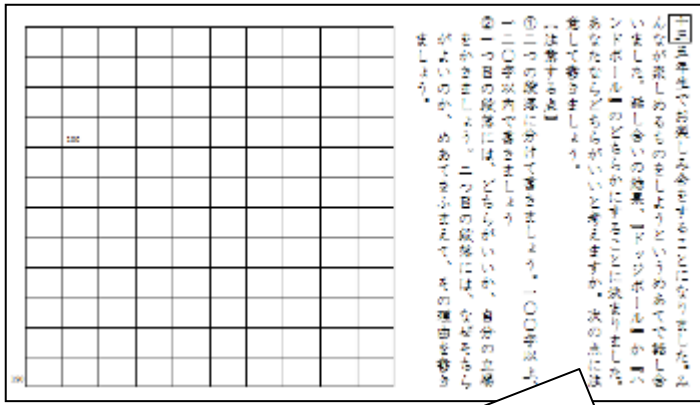 十三 三年生でお楽しみ会をすることになりました。み
んなが楽しめるものをしようというめあてで話し合
いました。話し合いの結果、「ドッジボール」か「ハ
ンドボール」のどちらかにすることに決まりました。
あなたならどちらがいいと考えますか。次の点に注
意して書きましょう。
【注意する点】
①二つの段落に分けて書きましょう。一〇〇字以上、
一二〇字以内で書きましょう
②一つ目の段落には、どちらがいいか、自分の立場
をかきましょう。二つ目の段落には、なぜそちら
がよいのか、めあてをふまえて、その理由を書き
ましょう。